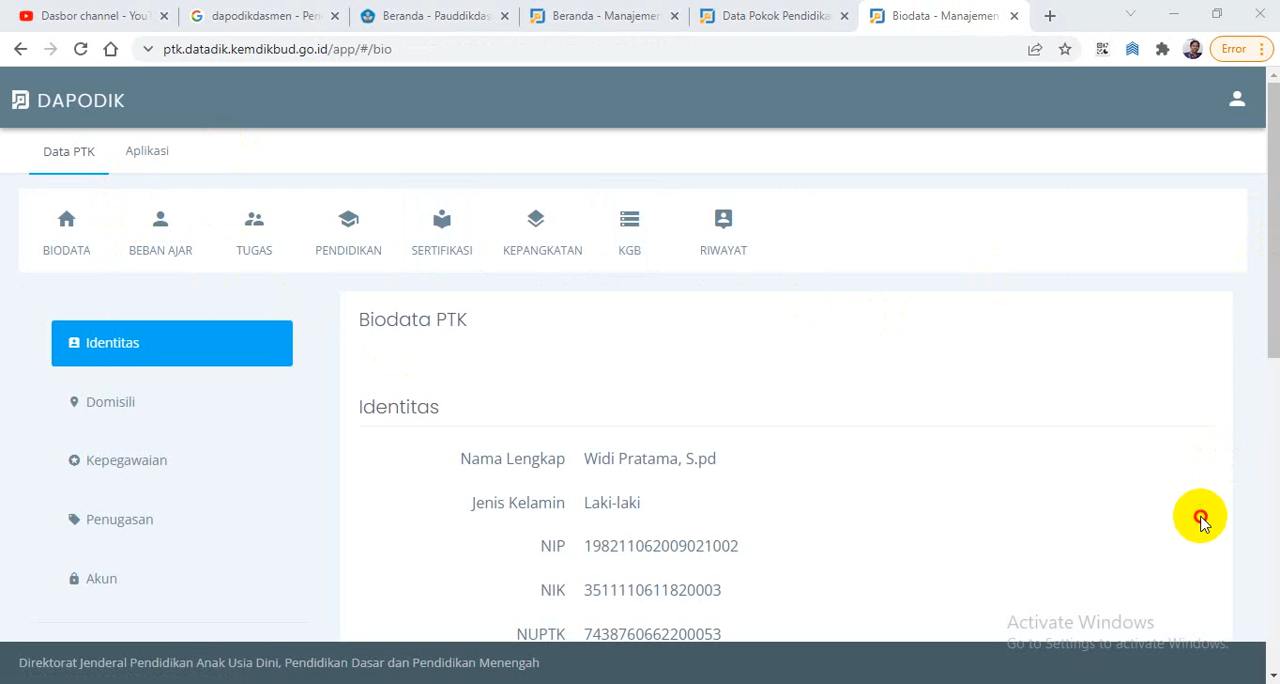 Dasbor channel - YouT
dapodikdasmen - Pen
Beranda - Pauddikdas
Beranda - Manajemen
Data Pokok Pendidika
Biodata - Manajemen
ptk.datadik.kemdikbud.go.id/app/#/bio
Error
DAPODIK
Data PTK
Aplikasi
BIODATA
BEBAN AJAR
TUGAS
PENDIDIKAN
SERTIFIKASI
KEPANGKATAN
KGB
RIWAYAT
Identitas
Domisili
Kepegawaian
Penugasan
Akun
Biodata PTK
Identitas
Nama Lengkap Widi Pratama, S.pd
Jenis Kelamin Laki-laki
NIP 198211062009021002
NIK 3511110611820003
NUPTK 7438760662200053
Activate Windows
Go to Settings to activate Windows.
Direktorat Jenderal Pendidikan Anak Usia Dini, Pendidikan Dasar dan Pendidikan Menengah